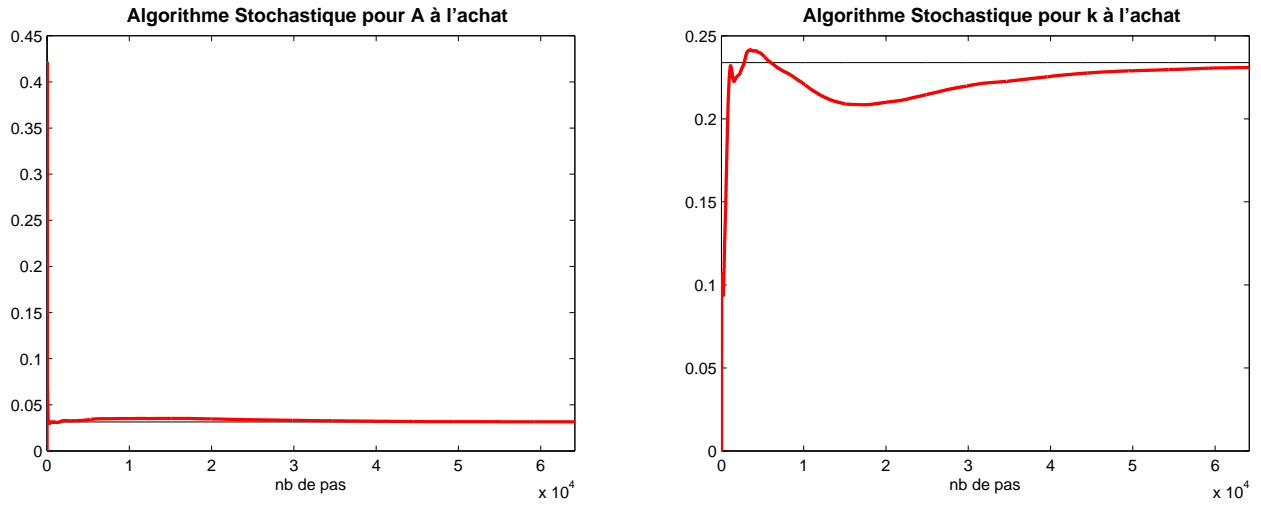 Algorithme Stochastique pour A à l'achat
0.45
0.4
0.35
0.3
0.25
0.2
0.15
0.1
0.05
0
0 1 2 3 4 5 6
nb de pas
x 10^4
Algorithme Stochastique pour k à l'achat
0.25
0.2
0.15
0.1
0.05
0
0 1 2 3 4 5 6
nb de pas
x 10^4